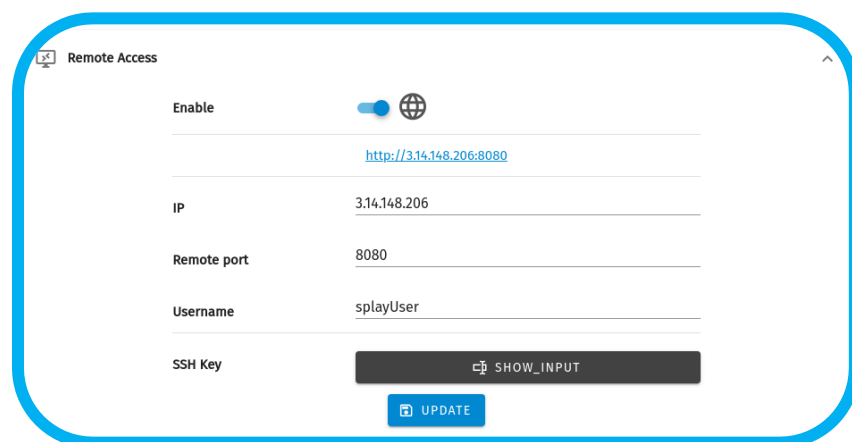 Remote Access
Enable
http://3.14.148.206:8080
IP 3.14.148.206
Remote port 8080
Username splayUser
SSH Key SHOW_INPUT
UPDATE